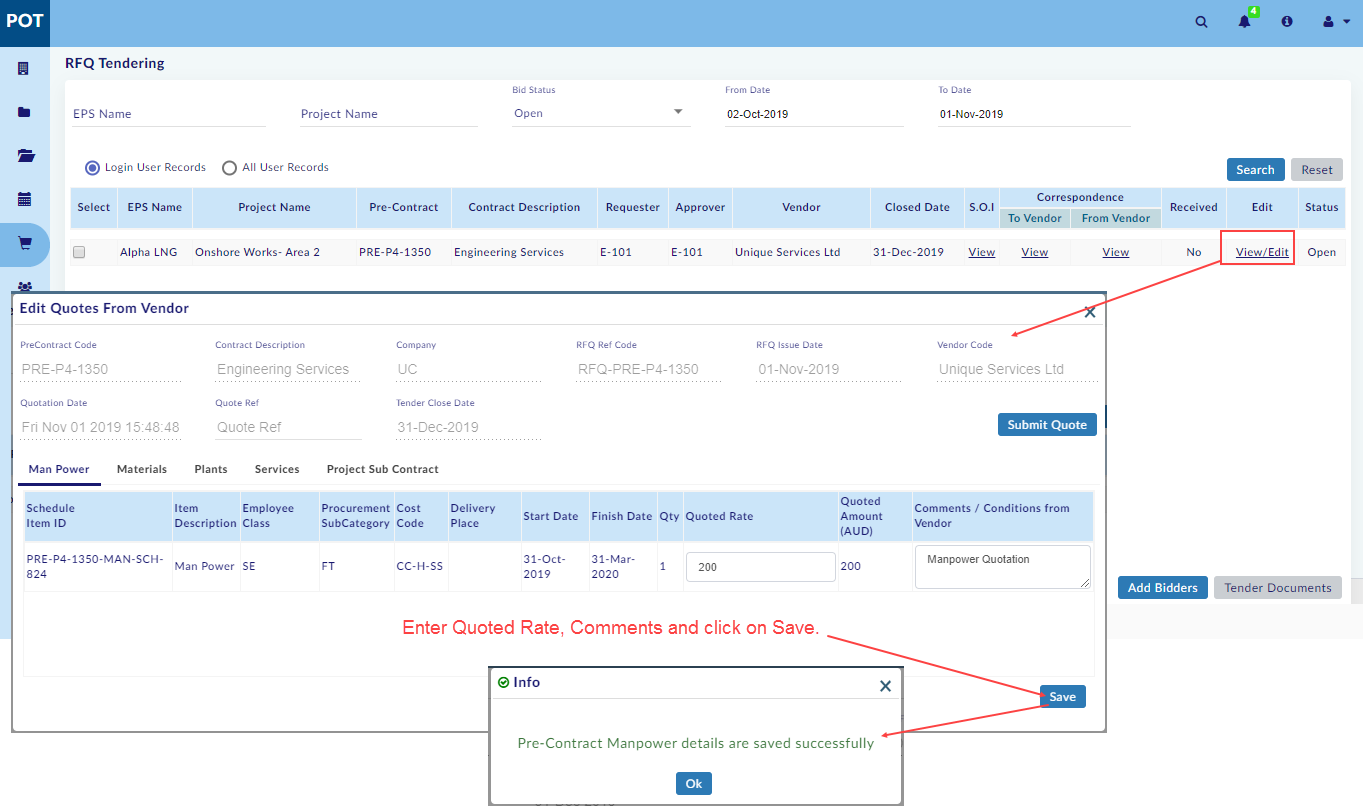 POT
4
RFQ Tendering
Bid Status
From Date
To Date
EPS Name
Project Name
Open
02-Oct-2019
01-Nov-2019
Login User Records
All User Records
Search
Reset
Select
EPS Name
Project Name
Pre-Contract
Contract Description
Requester
Approver
Vendor
Closed Date
S.O.I
Correspondence
To Vendor
From Vendor
Received
Edit
Status
Alpha LNG
Onshore Works- Area 2
PRE-P4-1350
Engineering Services
E-101
E-101
Unique Services Ltd
31-Dec-2019
View
View
View
No
View/Edit
Open
Edit Quotes From Vendor
PreContract Code
Contract Description
Company
RFQ Ref Code
RFQ Issue Date
Vendor Code
PRE-P4-1350
Engineering Services
UC
RFQ-PRE-P4-1350
01-Nov-2019
Unique Services Ltd
Quotation Date
Quote Ref
Tender Close Date
Fri Nov 01 2019 15:48:48
Quote Ref
31-Dec-2019
Submit Quote
Man Power
Materials
Plants
Services
Project Sub Contract
Schedule
Item ID
Item
Description
Employee
Class
Procurement
SubCategory
Cost
Code
Delivery
Place
Start Date
Finish Date
Qty
Quoted Rate
Quoted
Amount
(AUD)
Comments / Conditions from
Vendor
PRE-P4-1350-MAN-SCH-
824
Man Power
SE
FT
CC-H-SS
31-Oct-
2019
31-Mar-
2020
1
200
200
Manpower Quotation
Add Bidders
Tender Documents
Enter Quoted Rate, Comments and click on Save.
Save
Info
Pre-Contract Manpower details are saved successfully
Ok